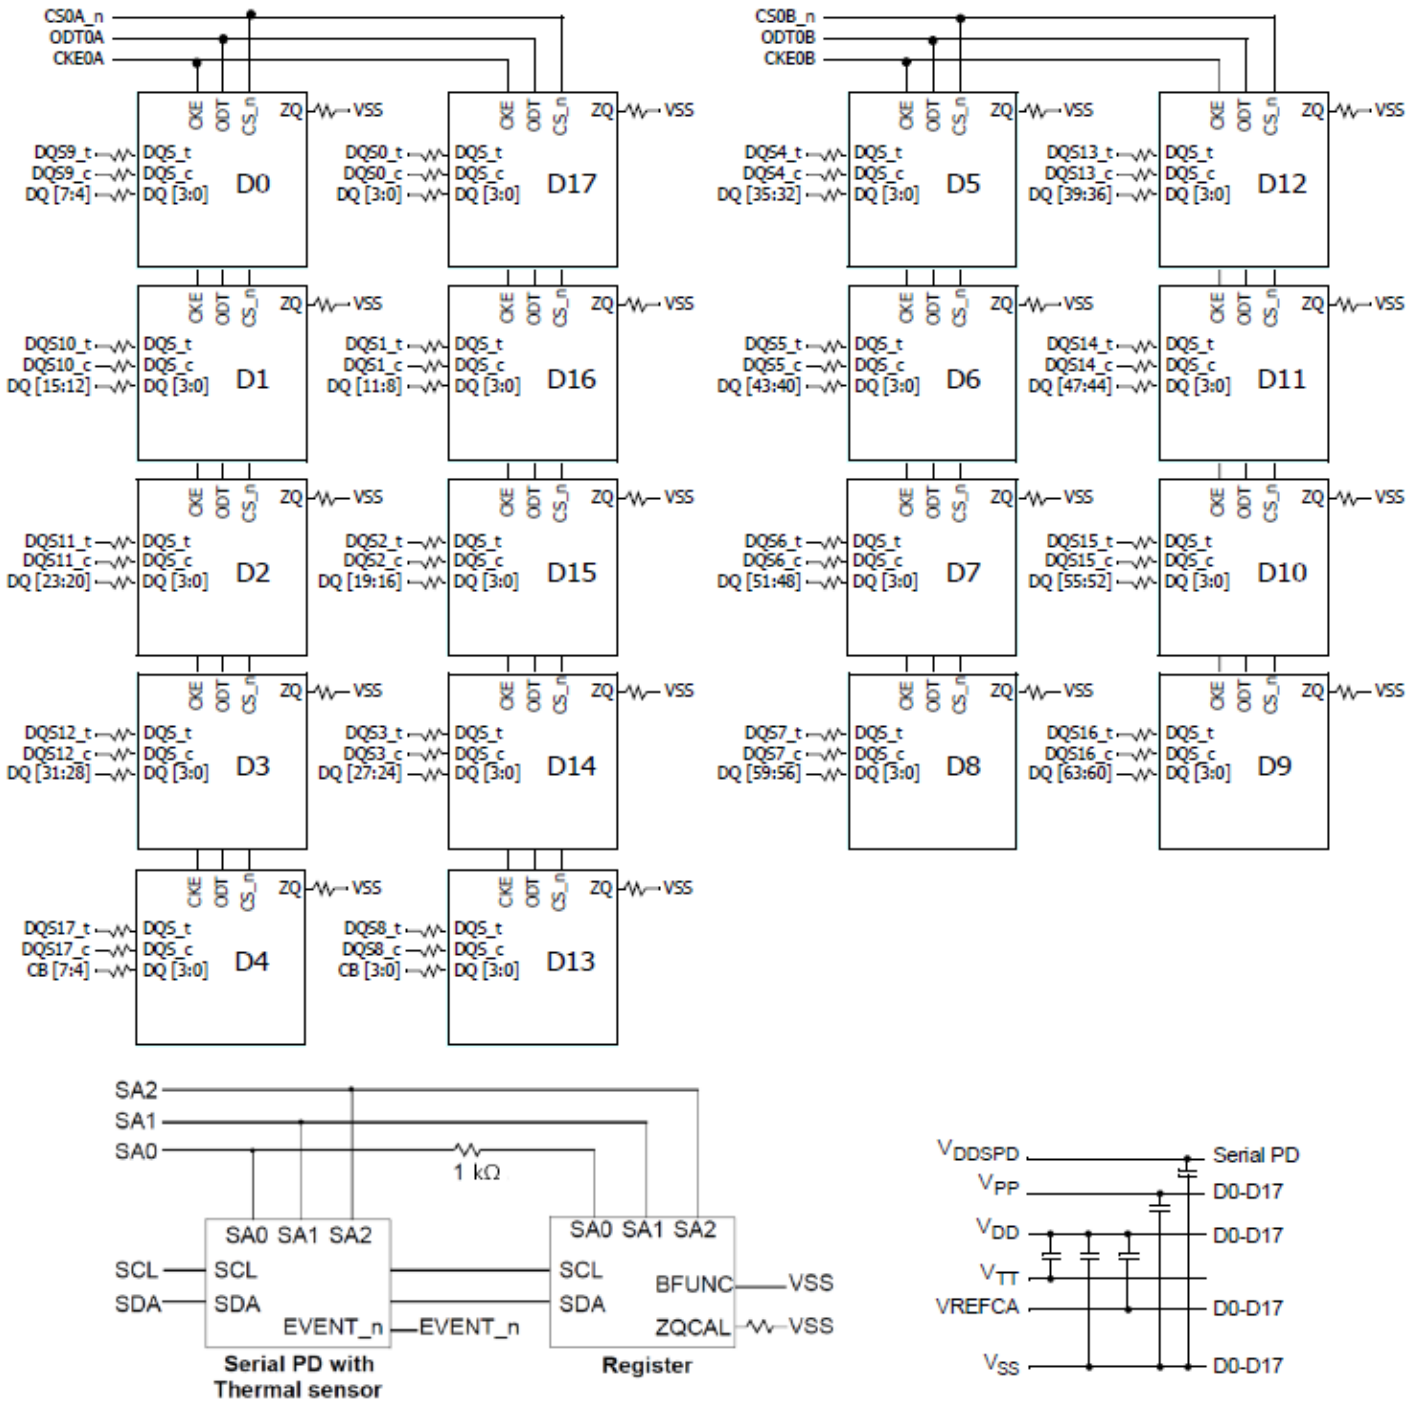 CS0A_n
ODT0A
CKE0A
CS0B_n
ODT0B
CKE0B
CKE ODT CS_n ZQ VSS
DQS9_t DQS_t
DQS9_c DQS_c
DQ [7:4] DQ [3:0]
D0
CKE ODT CS_n ZQ VSS
DQS0_t DQS_t
DQS0_c DQS_c
DQ [3:0] DQ [3:0]
D17
CKE ODT CS_n ZQ VSS
DQS4_t DQS_t
DQS4_c DQS_c
DQ [35:32] DQ [3:0]
D5
CKE ODT CS_n ZQ VSS
DQS13_t DQS_t
DQS13_c DQS_c
DQ [39:36] DQ [3:0]
D12
CKE ODT CS_n ZQ VSS
DQS10_t DQS_t
DQS10_c DQS_c
DQ [15:12] DQ [3:0]
D1
CKE ODT CS_n ZQ VSS
DQS1_t DQS_t
DQS1_c DQS_c
DQ [11:8] DQ [3:0]
D16
CKE ODT CS_n ZQ VSS
DQS5_t DQS_t
DQS5_c DQS_c
DQ [43:40] DQ [3:0]
D6
CKE ODT CS_n ZQ VSS
DQS14_t DQS_t
DQS14_c DQS_c
DQ [47:44] DQ [3:0]
D11
CKE ODT CS_n ZQ VSS
DQS11_t DQS_t
DQS11_c DQS_c
DQ [23:20] DQ [3:0]
D2
CKE ODT CS_n ZQ VSS
DQS2_t DQS_t
DQS2_c DQS_c
DQ [19:16] DQ [3:0]
D15
CKE ODT CS_n ZQ VSS
DQS6_t DQS_t
DQS6_c DQS_c
DQ [51:48] DQ [3:0]
D7
CKE ODT CS_n ZQ VSS
DQS15_t DQS_t
DQS15_c DQS_c
DQ [55:52] DQ [3:0]
D10
CKE ODT CS_n ZQ VSS
DQS12_t DQS_t
DQS12_c DQS_c
DQ [31:28] DQ [3:0]
D3
CKE ODT CS_n ZQ VSS
DQS3_t DQS_t
DQS3_c DQS_c
DQ [27:24] DQ [3:0]
D14
CKE ODT CS_n ZQ VSS
DQS7_t DQS_t
DQS7_c DQS_c
DQ [59:56] DQ [3:0]
D8
CKE ODT CS_n ZQ VSS
DQS16_t DQS_t
DQS16_c DQS_c
DQ [63:60] DQ [3:0]
D9
CKE ODT CS_n ZQ VSS
DQS17_t DQS_t
DQS17_c DQS_c
CB [7:4] DQ [3:0]
D4
CKE ODT CS_n ZQ VSS
DQS8_t DQS_t
DQS8_c DQS_c
CB [3:0] DQ [3:0]
D13
SA2
SA1
SA0
1 kΩ
SA0 SA1 SA2
SCL SCL
SDA SDA
EVENT_n EVENT_n
Serial PD with
Thermal sensor
SA0 SA1 SA2
SCL
SDA
BFUNC VSS
ZQCAL VSS
Register
VDDSPD Serial PD
VPP D0-D17
VDD D0-D17
VTT
VREFCA D0-D17
VSS D0-D17